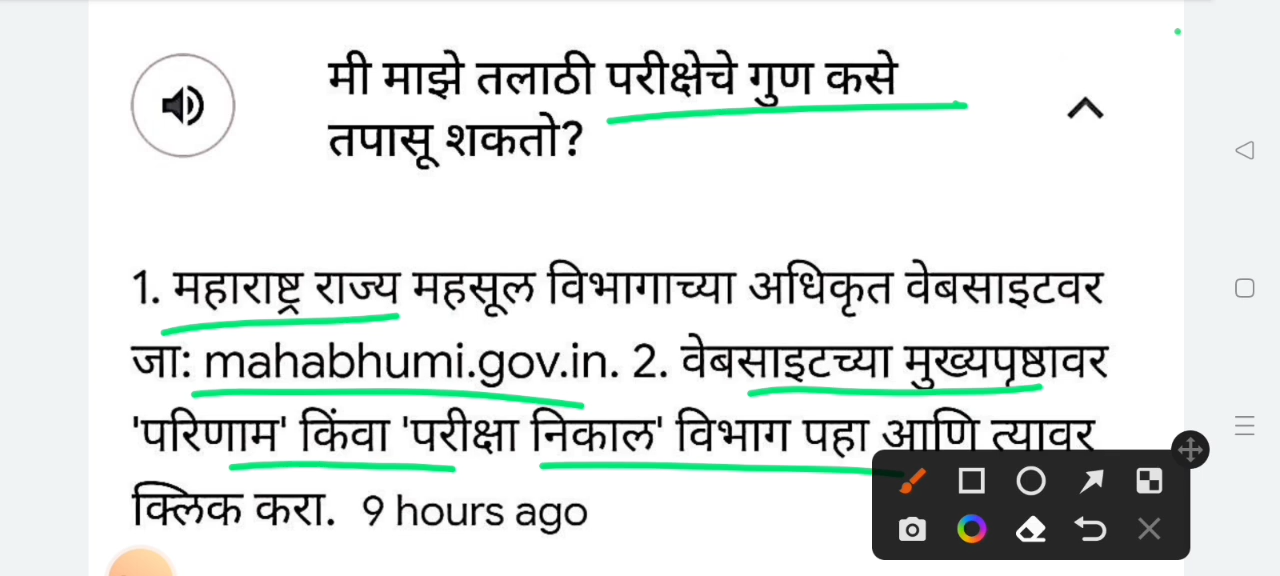 मी माझे तलाठी परीक्षेचे गुण कसे
तपासू शकतो?
1. महाराष्ट्र राज्य महसूल विभागाच्या अधिकृत वेबसाइटवर
जा: mahabhumi.gov.in. 2. वेबसाइटच्या मुख्यपृष्ठावर
'परिणाम' किंवा 'परीक्षा निकाल' विभाग पहा आणि त्यावर
क्लिक करा. 9 hours ago